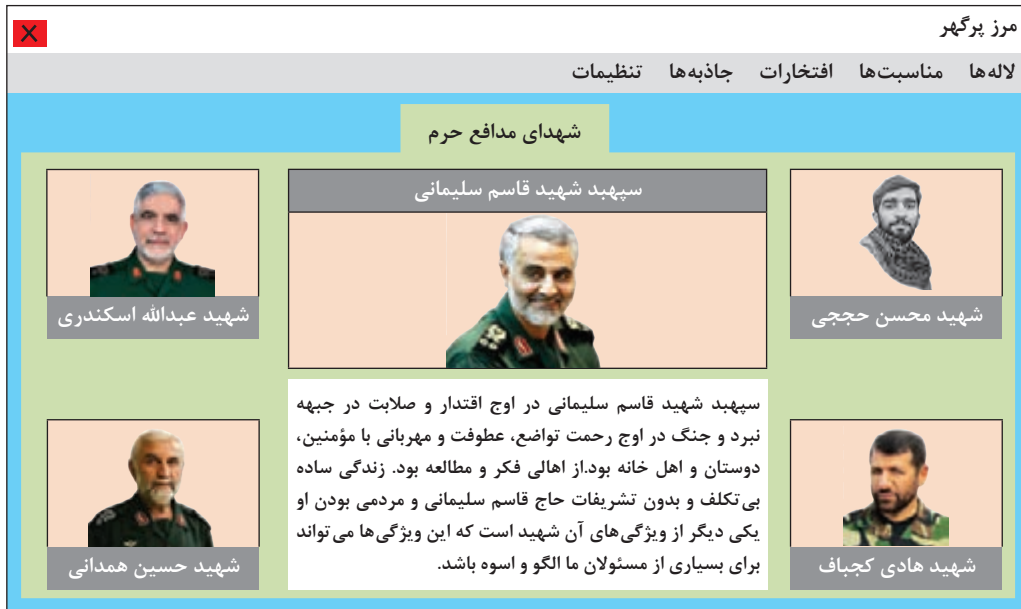 مرز پرگهر
X
لاله‌ها مناسبت‌ها افتخارات جاذبه‌ها تنظیمات
شهدای مدافع حرم
شهید محسن حججی
سپهبد شهید قاسم سلیمانی
شهید عبدالله اسکندری
سپهبد شهید قاسم سلیمانی در اوج اقتدار و صلابت در جبهه
نبرد و جنگ در اوج رحمت تواضع، عطوفت و مهربانی با مؤمنین،
دوستان و اهل خانه بود.از اهالی فکر و مطالعه بود. زندگی ساده
بی‌تکلف و بدون تشریفات حاج قاسم سلیمانی و مردمی بودن او
یکی دیگر از ویژگی‌های آن شهید است که این ویژگی‌ها می‌تواند
برای بسیاری از مسئولان ما الگو و اسوه باشد.
شهید هادی کجباف
شهید حسین همدانی